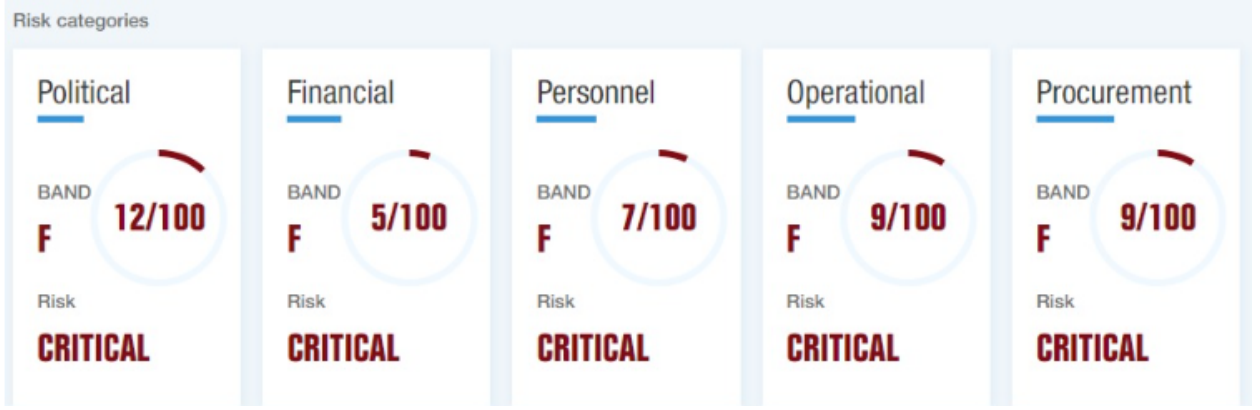 Risk categories
Political
BAND
F
12/100
Risk
CRITICAL
Financial
BAND
F
5/100
Risk
CRITICAL
Personnel
BAND
F
7/100
Risk
CRITICAL
Operational
BAND
F
9/100
Risk
CRITICAL
Procurement
BAND
F
9/100
Risk
CRITICAL